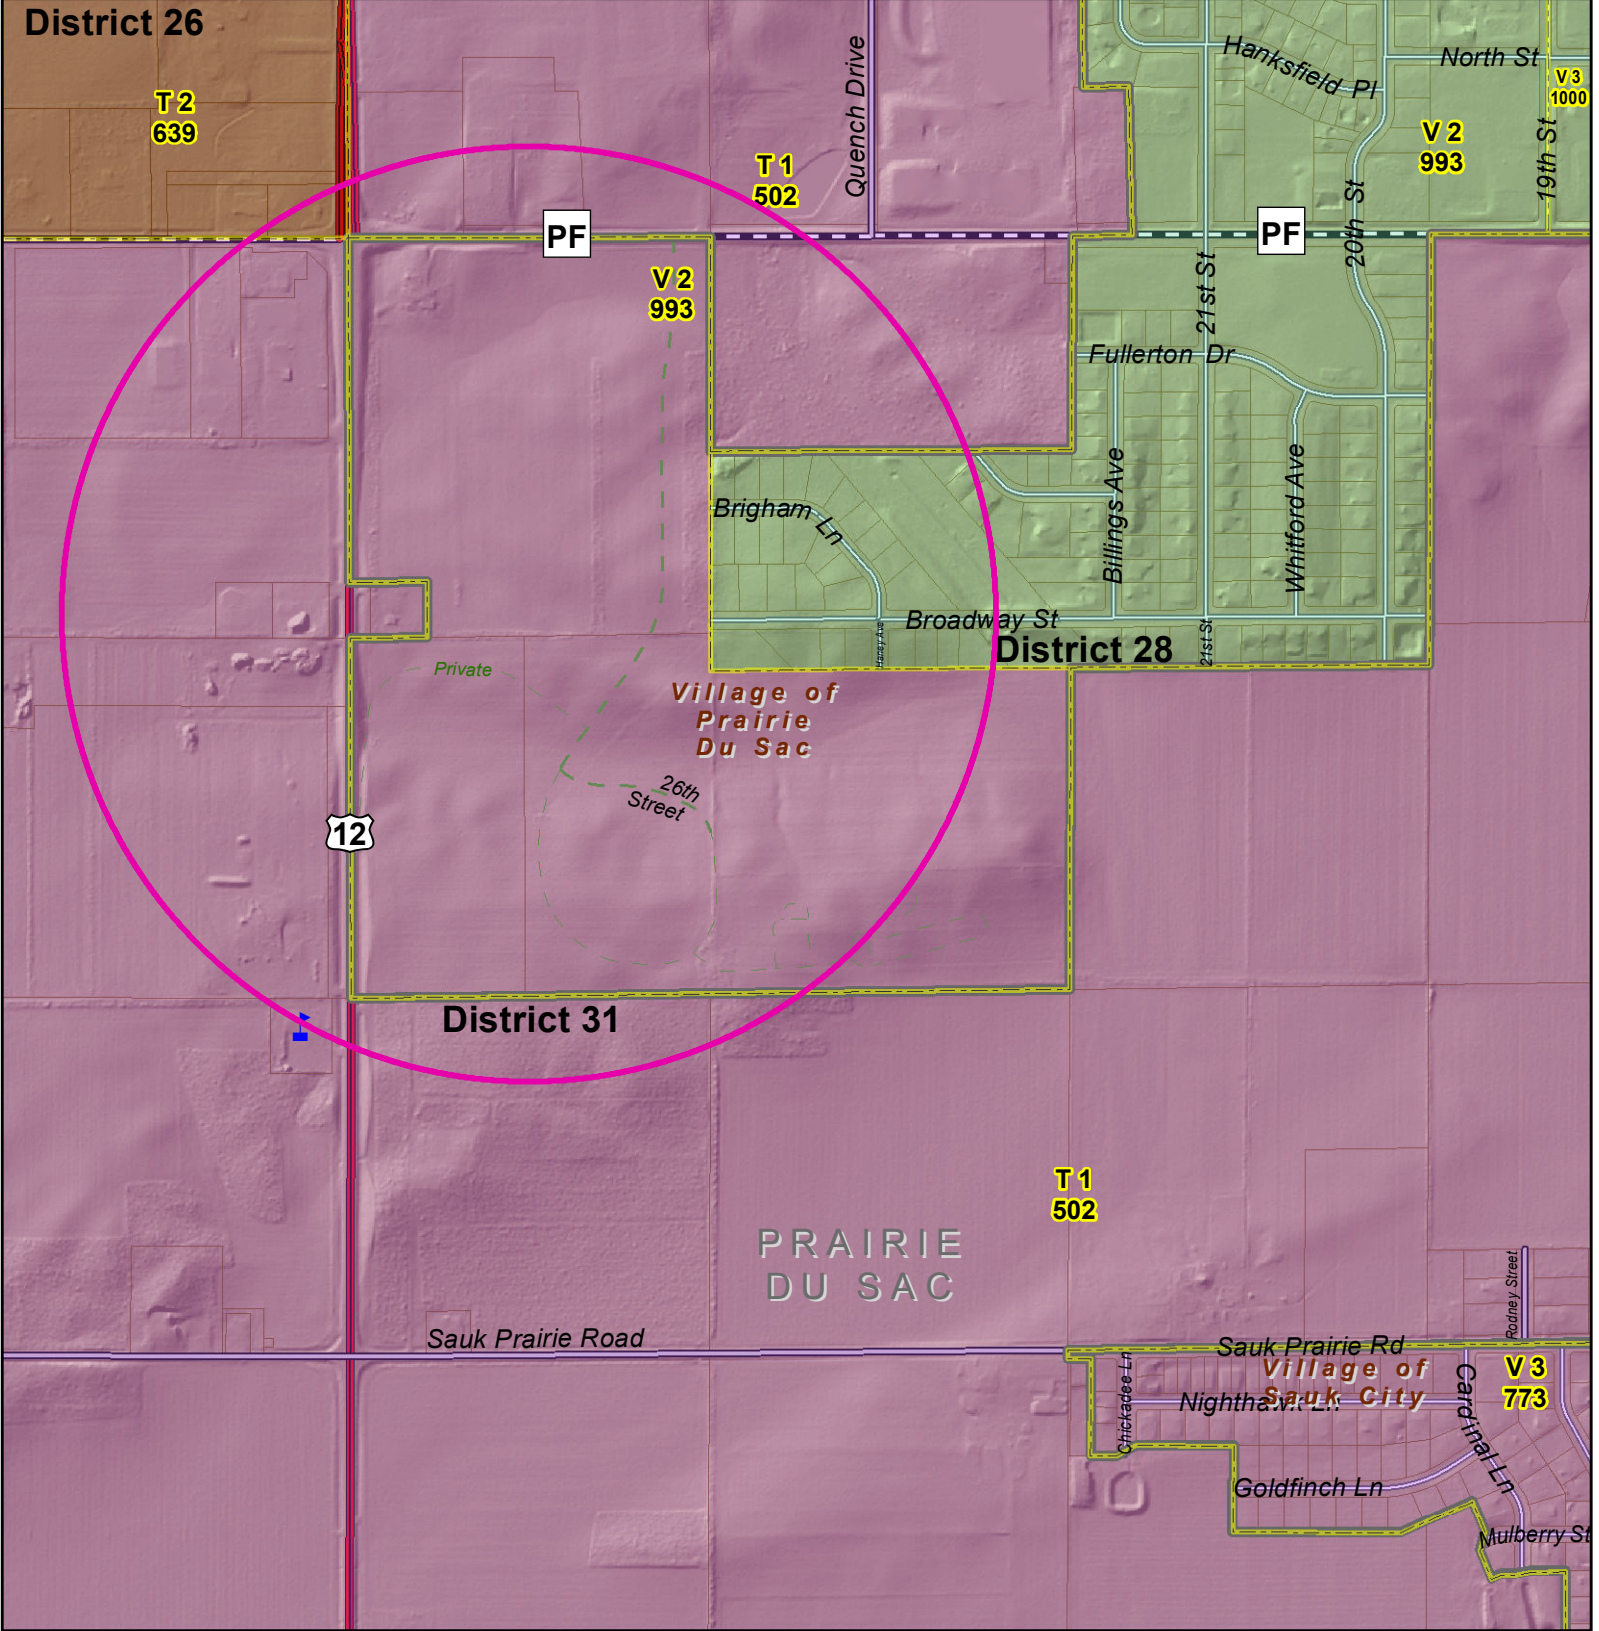 District 26
T 2
639
T 1
502
Quench Drive
Hanksfield Pl
North St
V 3
1000
V 2
993
19th St
20th St
PF
PF
V 2
993
21st St
Fullerton Dr
Brigham Ln
Billings Ave
Whitford Ave
Broadway St
Haney Ave
21st St
District 28
Private
Village of
Prairie
Du Sac
26th
Street
12
District 31
T 1
502
PRAIRIE
DU SAC
Rodney Street
Sauk Prairie Road
Sauk Prairie Rd
Village of
Sauk City
V 3
773
Chickadee Ln
Nighthawk Ln
Cardinal Ln
Goldfinch Ln
Mulberry St